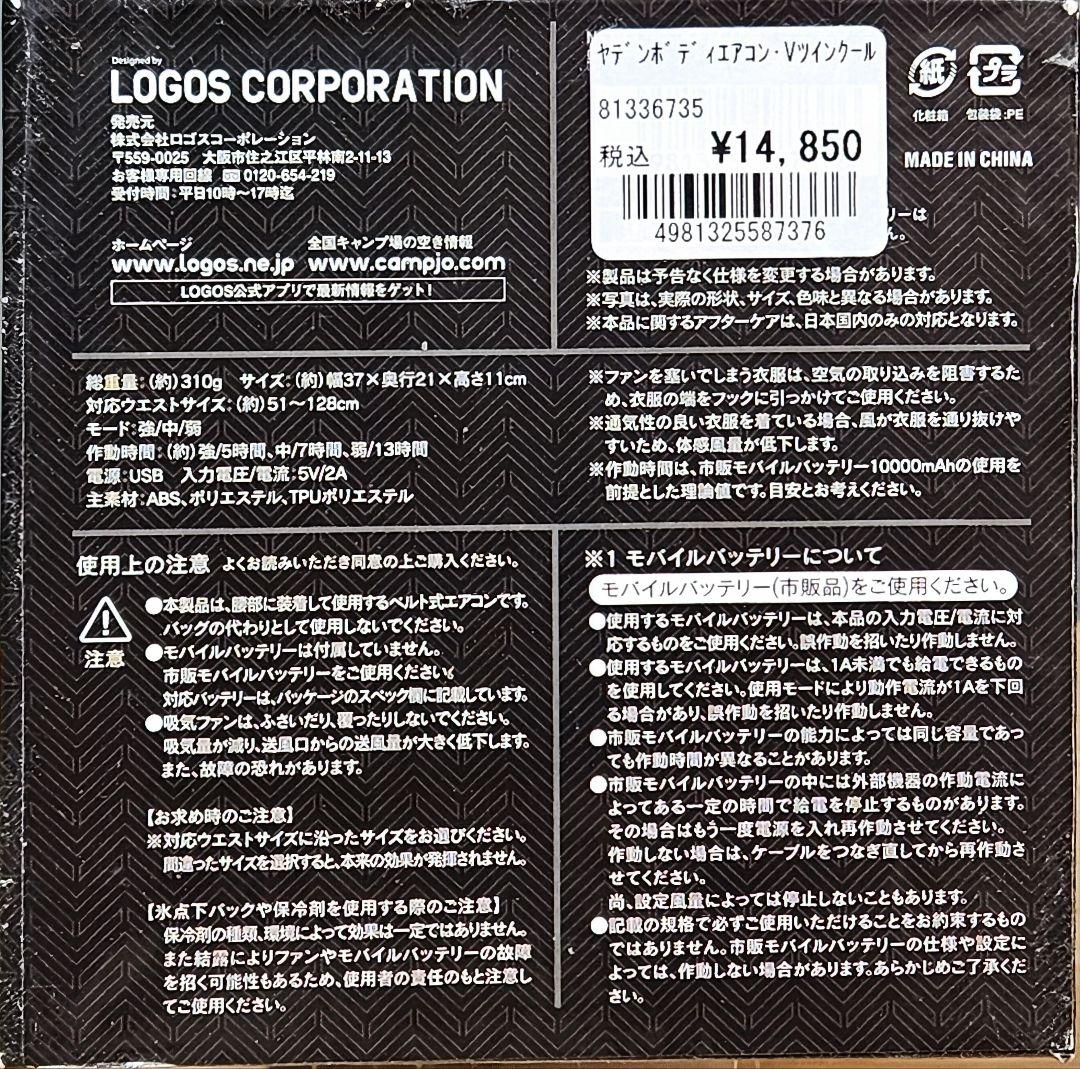 Designed by
LOGOS CORPORATION
発売元
株式会社ロゴスコーポレーション
〒559-0025 大阪市住之江区平林南2-11-13
お客様専用回線 0120-654-219
受付時間：平日10時～17時迄
ホームページ
www.logos.ne.jp
全国キャンプ場の空き情報
www.campjo.com
LOGOS公式アプリで最新情報をゲット！
ﾔﾃﾞﾝﾎﾞﾃﾞｨｴｱｺﾝ・Vﾂｲﾝｸｰﾙ
81336735
税込 ¥14,850
4981325587376
紙
化粧箱
プラ
包装袋:PE
MADE IN CHINA
リーは
ん。
※製品は予告なく仕様を変更する場合があります。
※写真は、実際の形状、サイズ、色味と異なる場合があります。
※本品に関するアフターケアは、日本国内のみの対応となります。
総重量：(約)310g サイズ：(約)幅37×奥行21×高さ11cm
対応ウエストサイズ：(約)51～128cm
モード：強/中/弱
作動時間：(約)強/5時間、中/7時間、弱/13時間
電源：USB 入力電圧/電流：5V/2A
主素材：ABS、ポリエステル、TPUポリエステル
※ファンを塞いでしまう衣服は、空気の取り込みを阻害するた
め、衣服の端をフックに引っかけてご使用ください。
※通気性の良い衣服を着ている場合、風が衣服を通り抜けや
すいため、体感風量が低下します。
※作動時間は、市販モバイルバッテリー10000mAhの使用を
前提とした理論値です。目安とお考えください。
使用上の注意 よくお読みいただき同意の上ご購入ください。
注意
●本製品は、腰部に装着して使用するベルト式エアコンです。
バッグの代わりとして使用しないでください。
●モバイルバッテリーは付属していません。
市販モバイルバッテリーをご使用ください。
対応バッテリーは、パッケージのスペック欄に記載しています。
●吸気ファンは、ふさいだり、覆ったりしないでください。
吸気量が減り、送風口からの送風量が大きく低下します。
また、故障の恐れがあります。
【お求め時のご注意】
※対応ウエストサイズに沿ったサイズをお選びください。
間違ったサイズを選択すると、本来の効果が発揮されません。
【氷点下パックや保冷剤を使用する際のご注意】
保冷剤の種類、環境によって効果は一定ではありません。
また結露によりファンやモバイルバッテリーの故障
を招く可能性もあるため、使用者の責任のもと注意し
てご使用ください。
※1 モバイルバッテリーについて
モバイルバッテリー(市販品)をご使用ください。
●使用するモバイルバッテリーは、本品の入力電圧/電流に対
応するものをご使用ください。誤作動を招いたり作動しません。
●使用するモバイルバッテリーは、1A未満でも給電できるもの
を使用してください。使用モードにより動作電流が1Aを下回
る場合があり、誤作動を招いたり作動しません。
●市販モバイルバッテリーの能力によっては同じ容量であっ
ても作動時間が異なることがあります。
●市販モバイルバッテリーの中には外部機器の作動電流に
よってある一定の時間で給電を停止するものがあります。
その場合はもう一度電源を入れ再作動させてください。
作動しない場合は、ケーブルをつなぎ直してから再作動さ
せてください。
尚、設定風量によっては停止しないこともあります。
●記載の規格で必ずご使用いただけることをお約束するもの
ではありません。市販モバイルバッテリーの仕様や設定に
よっては、作動しない場合があります。あらかじめご了承くだ
さい。